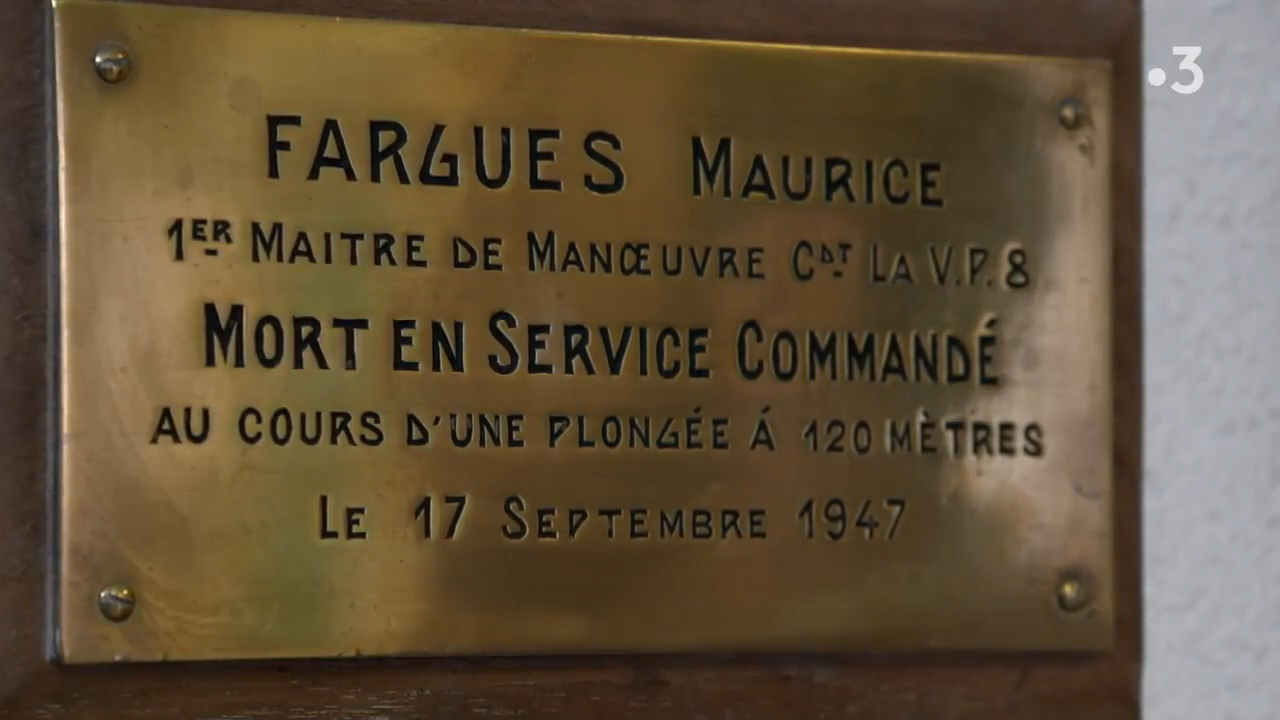 FARGUES MAURICE
1ER MAITRE DE MANŒUVRE CDT LA V.P.8
MORT EN SERVICE COMMANDÉ
AU COURS D'UNE PLONGÉE Á 120 MÈTRES
LE 17 SEPTEMBRE 1947
.3